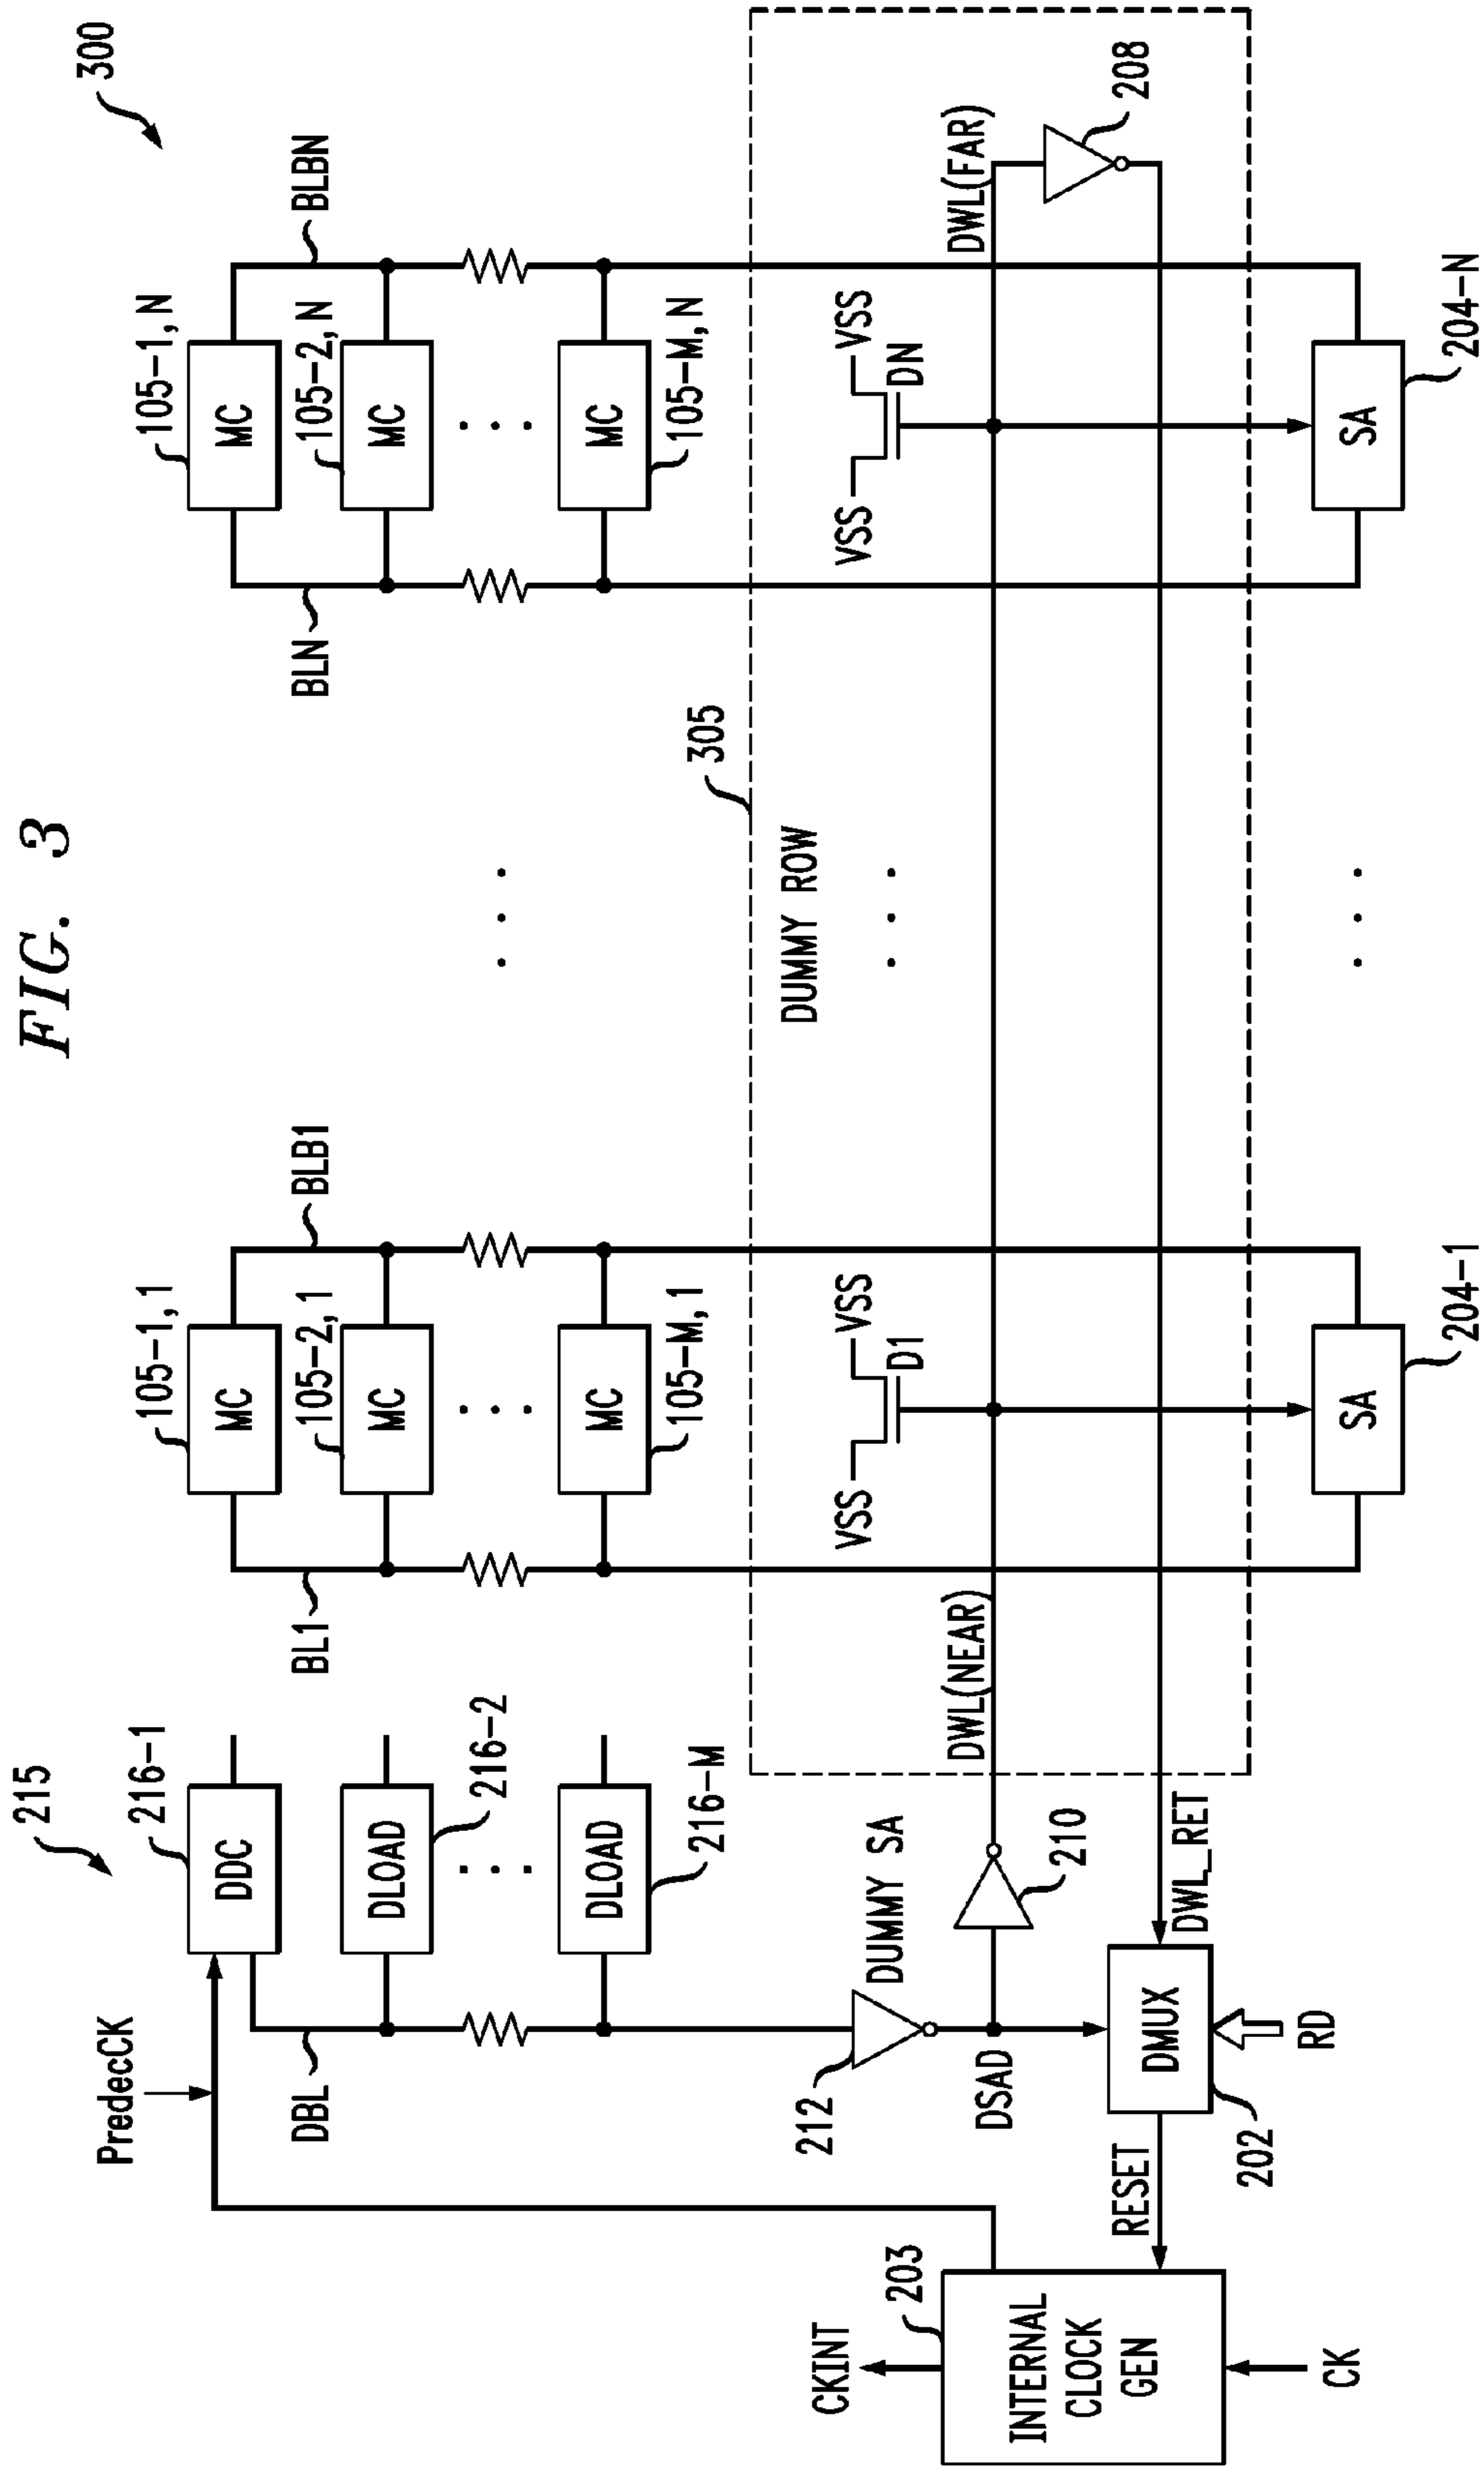 FIG. 3
300
215
PredecCK
216-1
DDC
DBL
DLOAD
216-2
DLOAD
216-M
105-1,1
MC
BL1
BLB1
105-2,1
MC
MC
105-M,1
105-1,N
MC
BLN
BLBN
105-2,N
MC
MC
105-M,N
305
DUMMY ROW
VSS
VSS
D1
VSS
VSS
DN
212
DUMMY SA
DSAD
210
DWL(NEAR)
DWL(FAR)
208
CKINT
203
INTERNAL
CLOCK
GEN
CK
RESET
DMUX
202
RD
DWL_RET
SA
204-1
SA
204-N